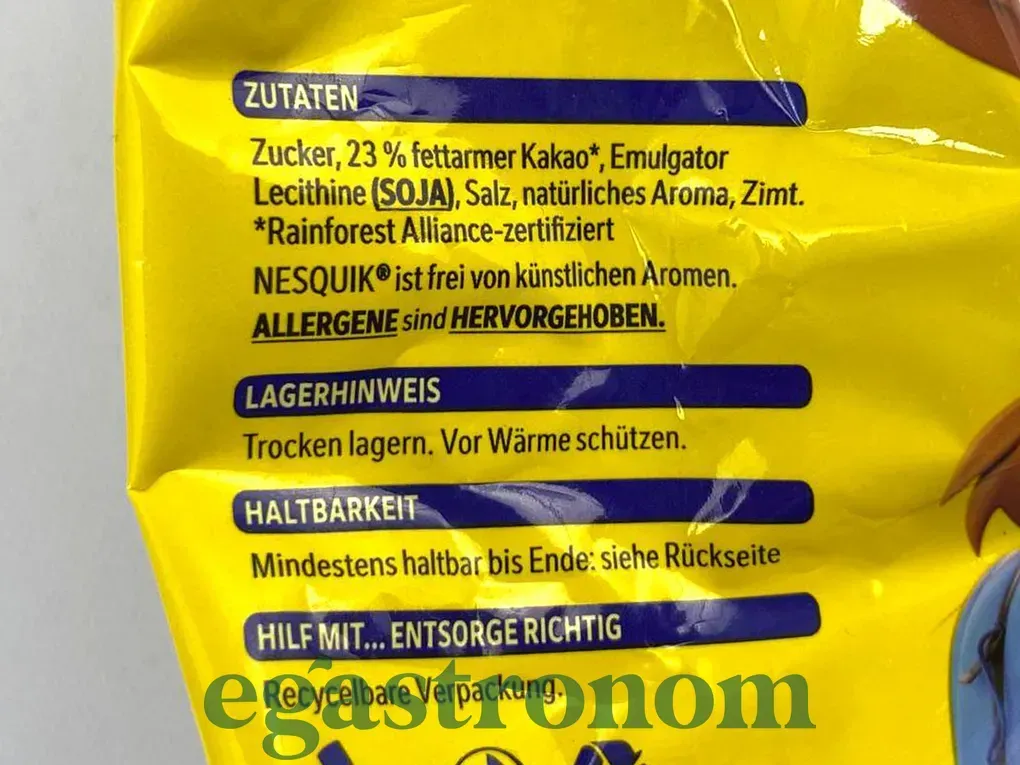 ZUTATEN
Zucker, 23 % fettarmer Kakao*, Emulgator
Lecithine (SOJA), Salz, natürliches Aroma, Zimt.
*Rainforest Alliance-zertifiziert
NESQUIK® ist frei von künstlichen Aromen.
ALLERGENE sind HERVORGEHOBEN.
LAGERHINWEIS
Trocken lagern. Vor Wärme schützen.
HALTBARKEIT
Mindestens haltbar bis Ende: siehe Rückseite
HILF MIT... ENTSORGE RICHTIG
Recycelbare Verpackung.
egastronom